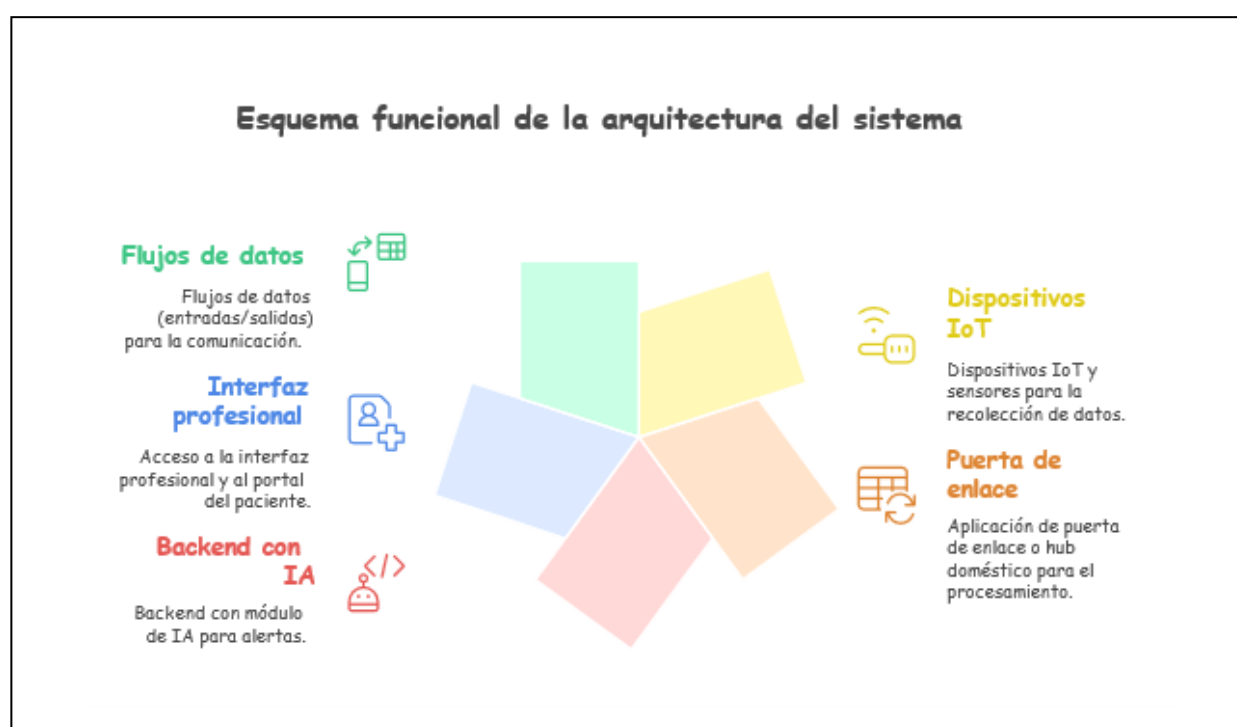 Esquema funcional de la arquitectura del sistema
Flujos de datos
Flujos de datos
(entradas/salidas)
para la comunicación.
Interfaz
profesional
Acceso a la interfaz
profesional y al portal
del paciente.
Backend con
IA
Backend con módulo
de IA para alertas.
Dispositivos
IoT
Dispositivos IoT y
sensores para la
recolección de datos.
Puerta de
enlace
Aplicación de puerta
de enlace o hub
doméstico para el
procesamiento.